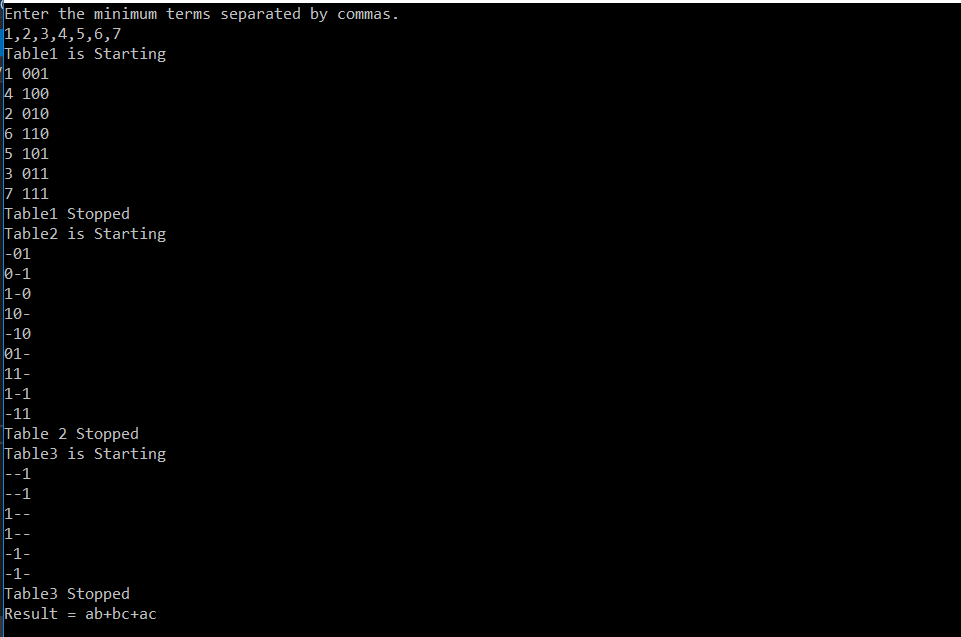 Enter the minimum terms separated by commas.
1,2,3,4,5,6,7
Table1 is Starting
1 001
4 100
2 010
6 110
5 101
3 011
7 111
Table1 Stopped
Table2 is Starting
-01
0-1
1-0
10-
-10
01-
11-
1-1
-11
Table 2 Stopped
Table3 is Starting
--1
--1
1--
1--
-1-
-1-
Table3 Stopped
Result = ab+bc+ac